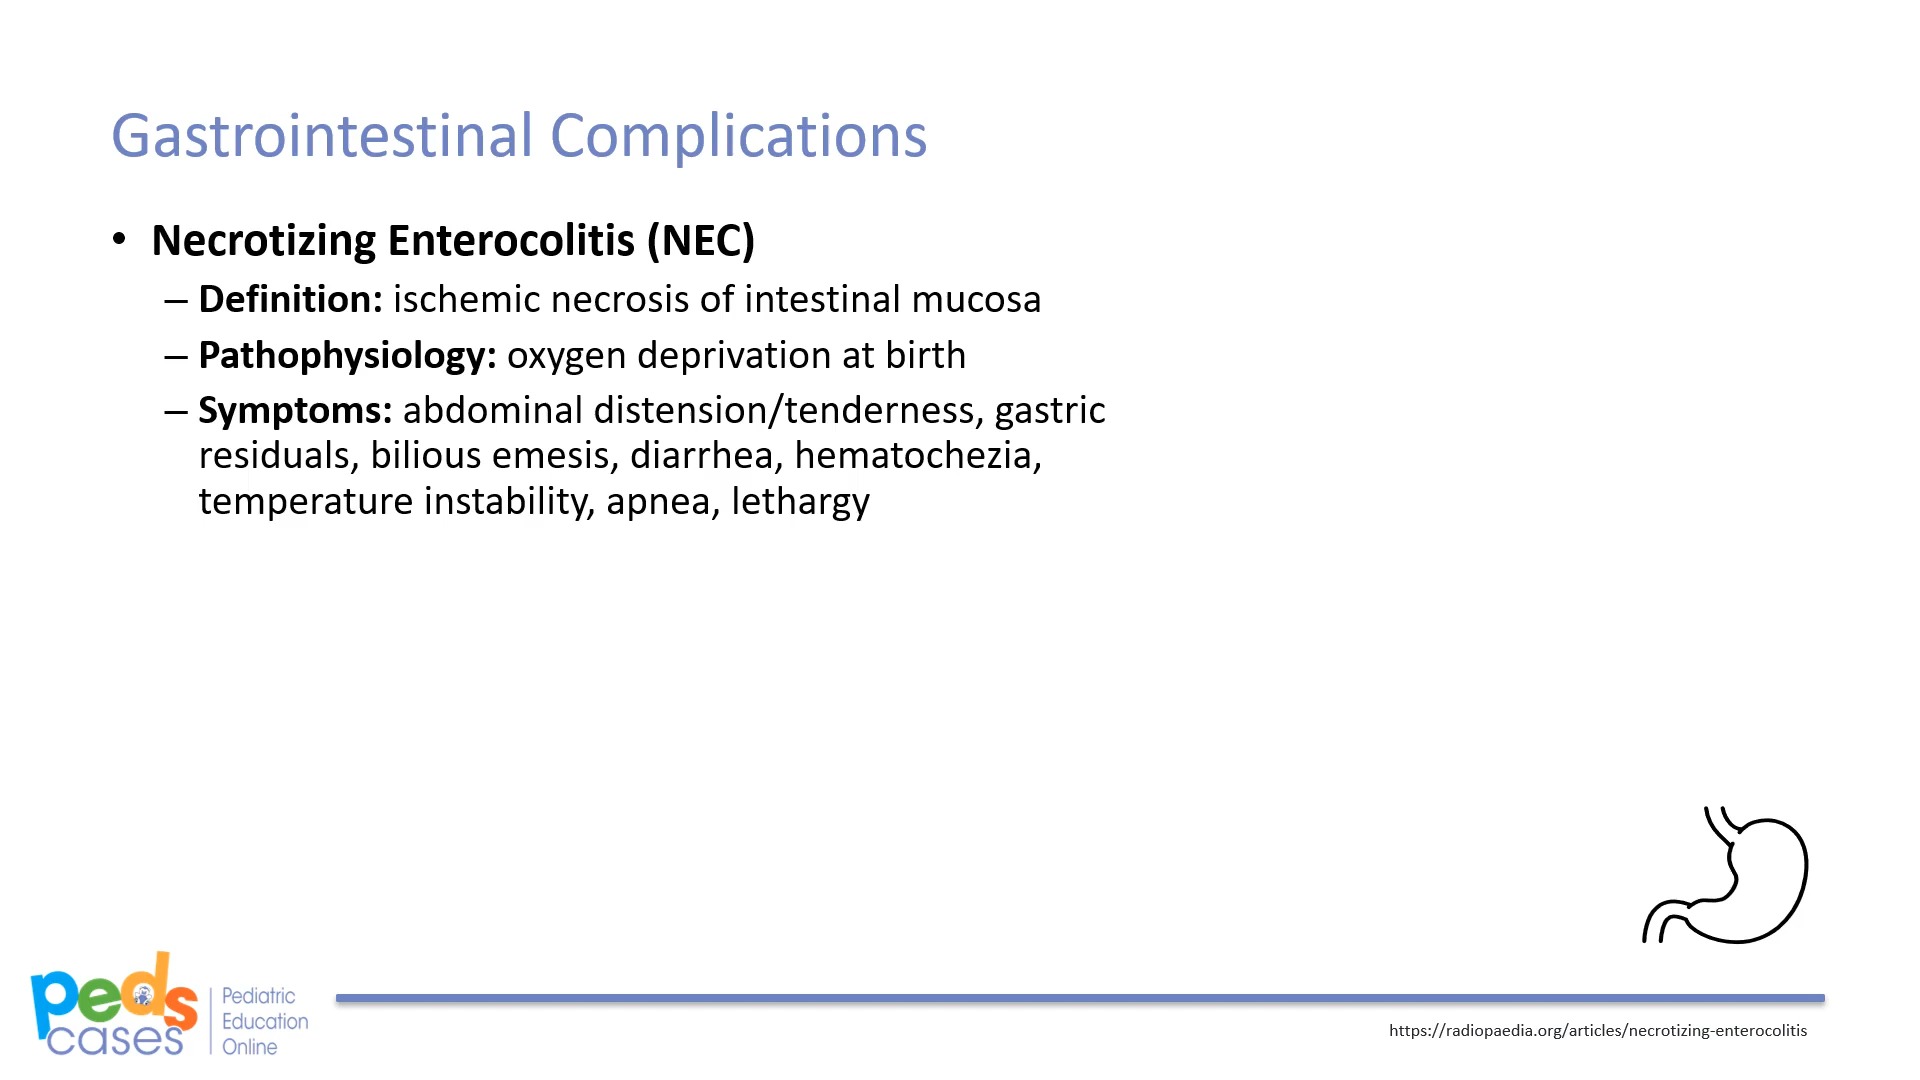 Gastrointestinal Complications
• Necrotizing Enterocolitis (NEC)
– Definition: ischemic necrosis of intestinal mucosa
– Pathophysiology: oxygen deprivation at birth
– Symptoms: abdominal distension/tenderness, gastric
residuals, bilious emesis, diarrhea, hematochezia,
temperature instability, apnea, lethargy
peds
cases
Pediatric
Education
Online
https://radiopaedia.org/articles/necrotizing-enterocolitis